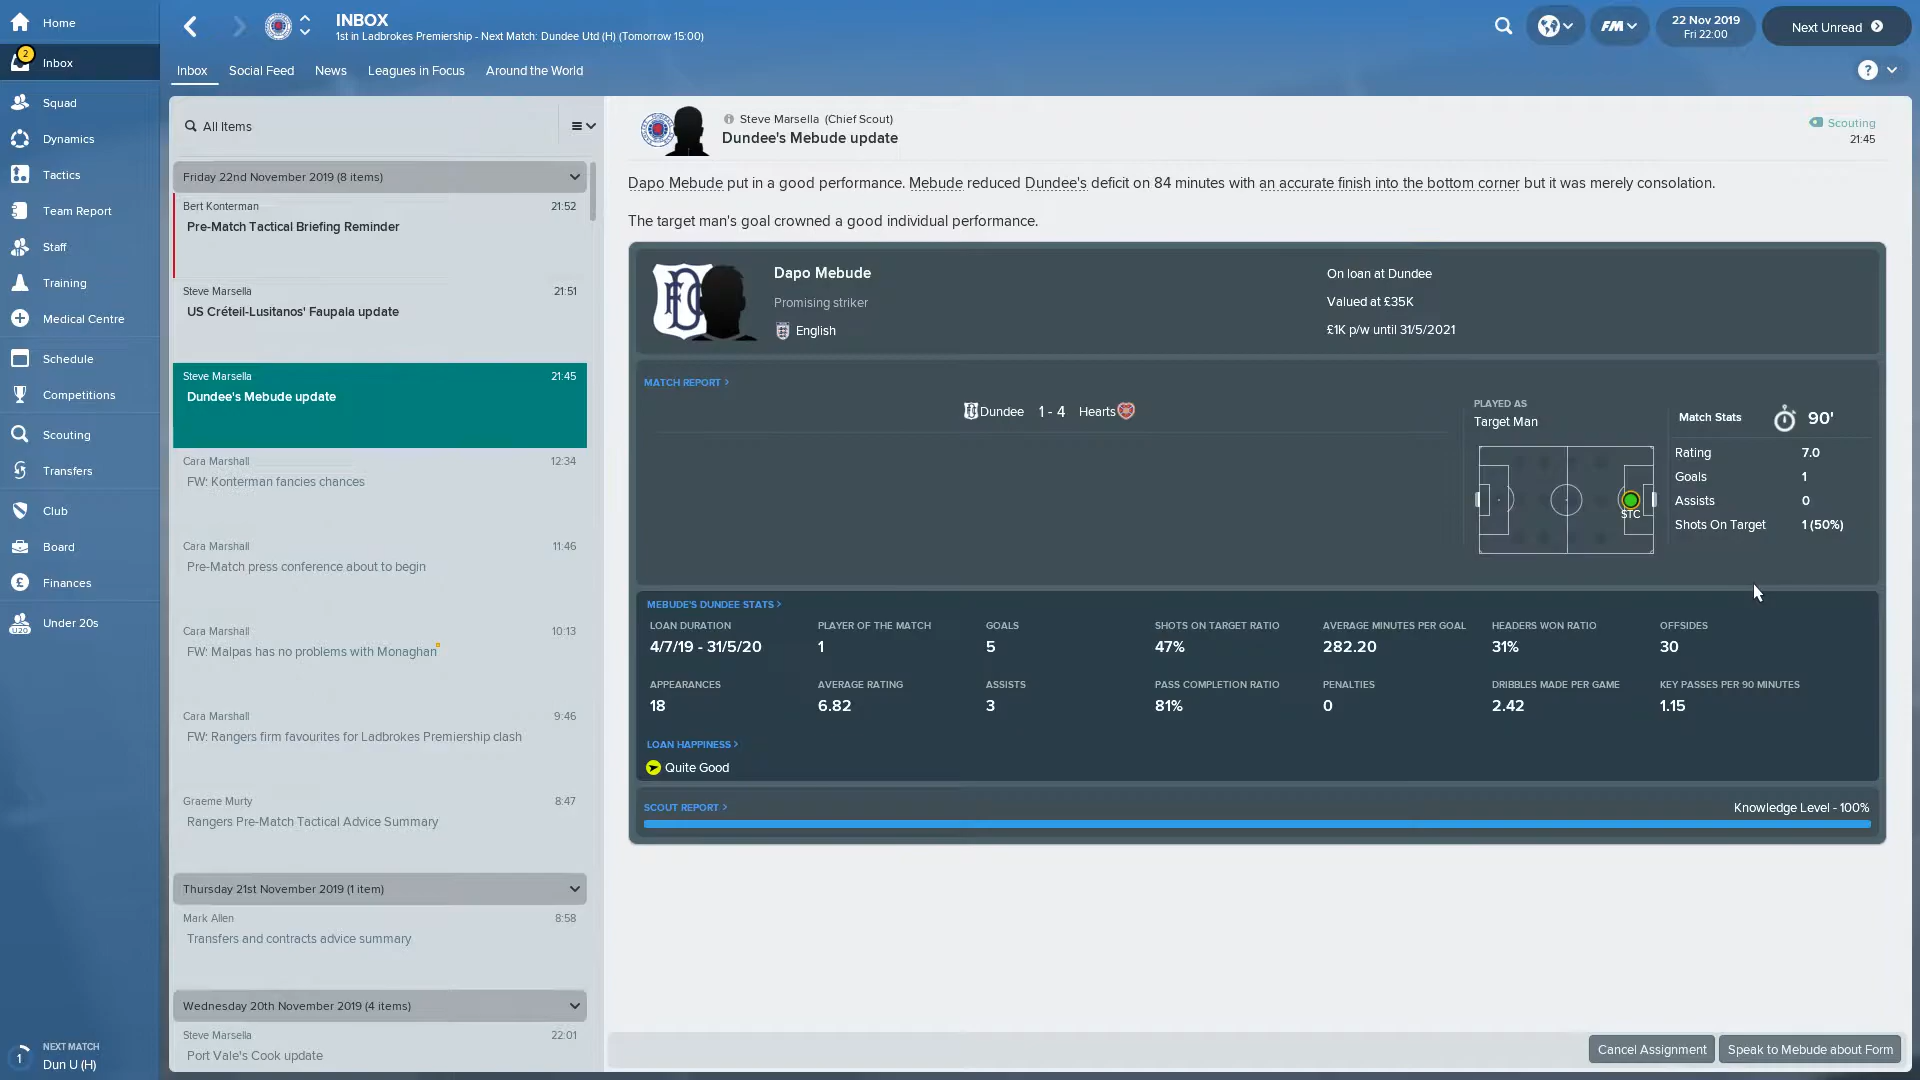 Home
2
Inbox
Squad
Dynamics
Tactics
Team Report
Staff
Training
Medical Centre
Schedule
Competitions
Scouting
Transfers
Club
Board
Finances
U20
Under 20s
1
NEXT MATCH
Dun U (H)
INBOX
1st in Ladbrokes Premiership - Next Match: Dundee Utd (H) (Tomorrow 15:00)
FM
22 Nov 2019
Fri 22:00
Next Unread
Inbox
Social Feed
News
Leagues in Focus
Around the World
?
All Items
Friday 22nd November 2019 (8 items)
Bert Konterman 21:52
Pre-Match Tactical Briefing Reminder
Steve Marsella 21:51
US Créteil-Lusitanos' Faupala update
Steve Marsella 21:45
Dundee's Mebude update
Cara Marshall 12:34
FW: Konterman fancies chances
Cara Marshall 11:46
Pre-Match press conference about to begin
Cara Marshall 10:13
FW: Malpas has no problems with Monaghan
Cara Marshall 9:46
FW: Rangers firm favourites for Ladbrokes Premiership clash
Graeme Murty 8:47
Rangers Pre-Match Tactical Advice Summary
Thursday 21st November 2019 (1 item)
Mark Allen 8:58
Transfers and contracts advice summary
Wednesday 20th November 2019 (4 items)
Steve Marsella 22:01
Port Vale's Cook update
Steve Marsella (Chief Scout)
Dundee's Mebude update
Scouting
21:45
Dapo Mebude put in a good performance. Mebude reduced Dundee's deficit on 84 minutes with an accurate finish into the bottom corner but it was merely consolation.
The target man's goal crowned a good individual performance.
Dapo Mebude
Promising striker
English
On loan at Dundee
Valued at £35K
£1K p/w until 31/5/2021
MATCH REPORT >
Dundee 1 - 4 Hearts
PLAYED AS
Target Man
STC
Match Stats 90'
Rating 7.0
Goals 1
Assists 0
Shots On Target 1 (50%)
MEBUDE'S DUNDEE STATS >
LOAN DURATION PLAYER OF THE MATCH GOALS SHOTS ON TARGET RATIO AVERAGE MINUTES PER GOAL HEADERS WON RATIO OFFSIDES
4/7/19 - 31/5/20 1 5 47% 282.20 31% 30
APPEARANCES AVERAGE RATING ASSISTS PASS COMPLETION RATIO PENALTIES DRIBBLES MADE PER GAME KEY PASSES PER 90 MINUTES
18 6.82 3 81% 0 2.42 1.15
LOAN HAPPINESS >
Quite Good
SCOUT REPORT >
Knowledge Level - 100%
Cancel Assignment
Speak to Mebude about Form